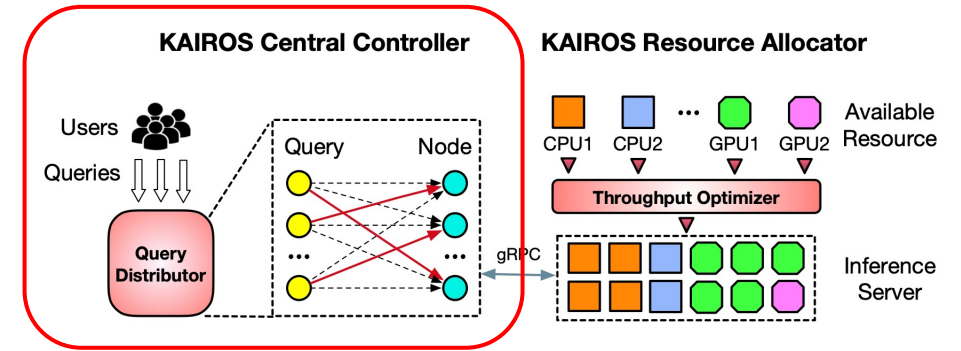 KAIROS Central Controller
Users
Queries
Query
Distributor
Query
Node
...
...
gRPC
KAIROS Resource Allocator
...
CPU1
CPU2
GPU1
GPU2
Available
Resource
Throughput Optimizer
Inference
Server